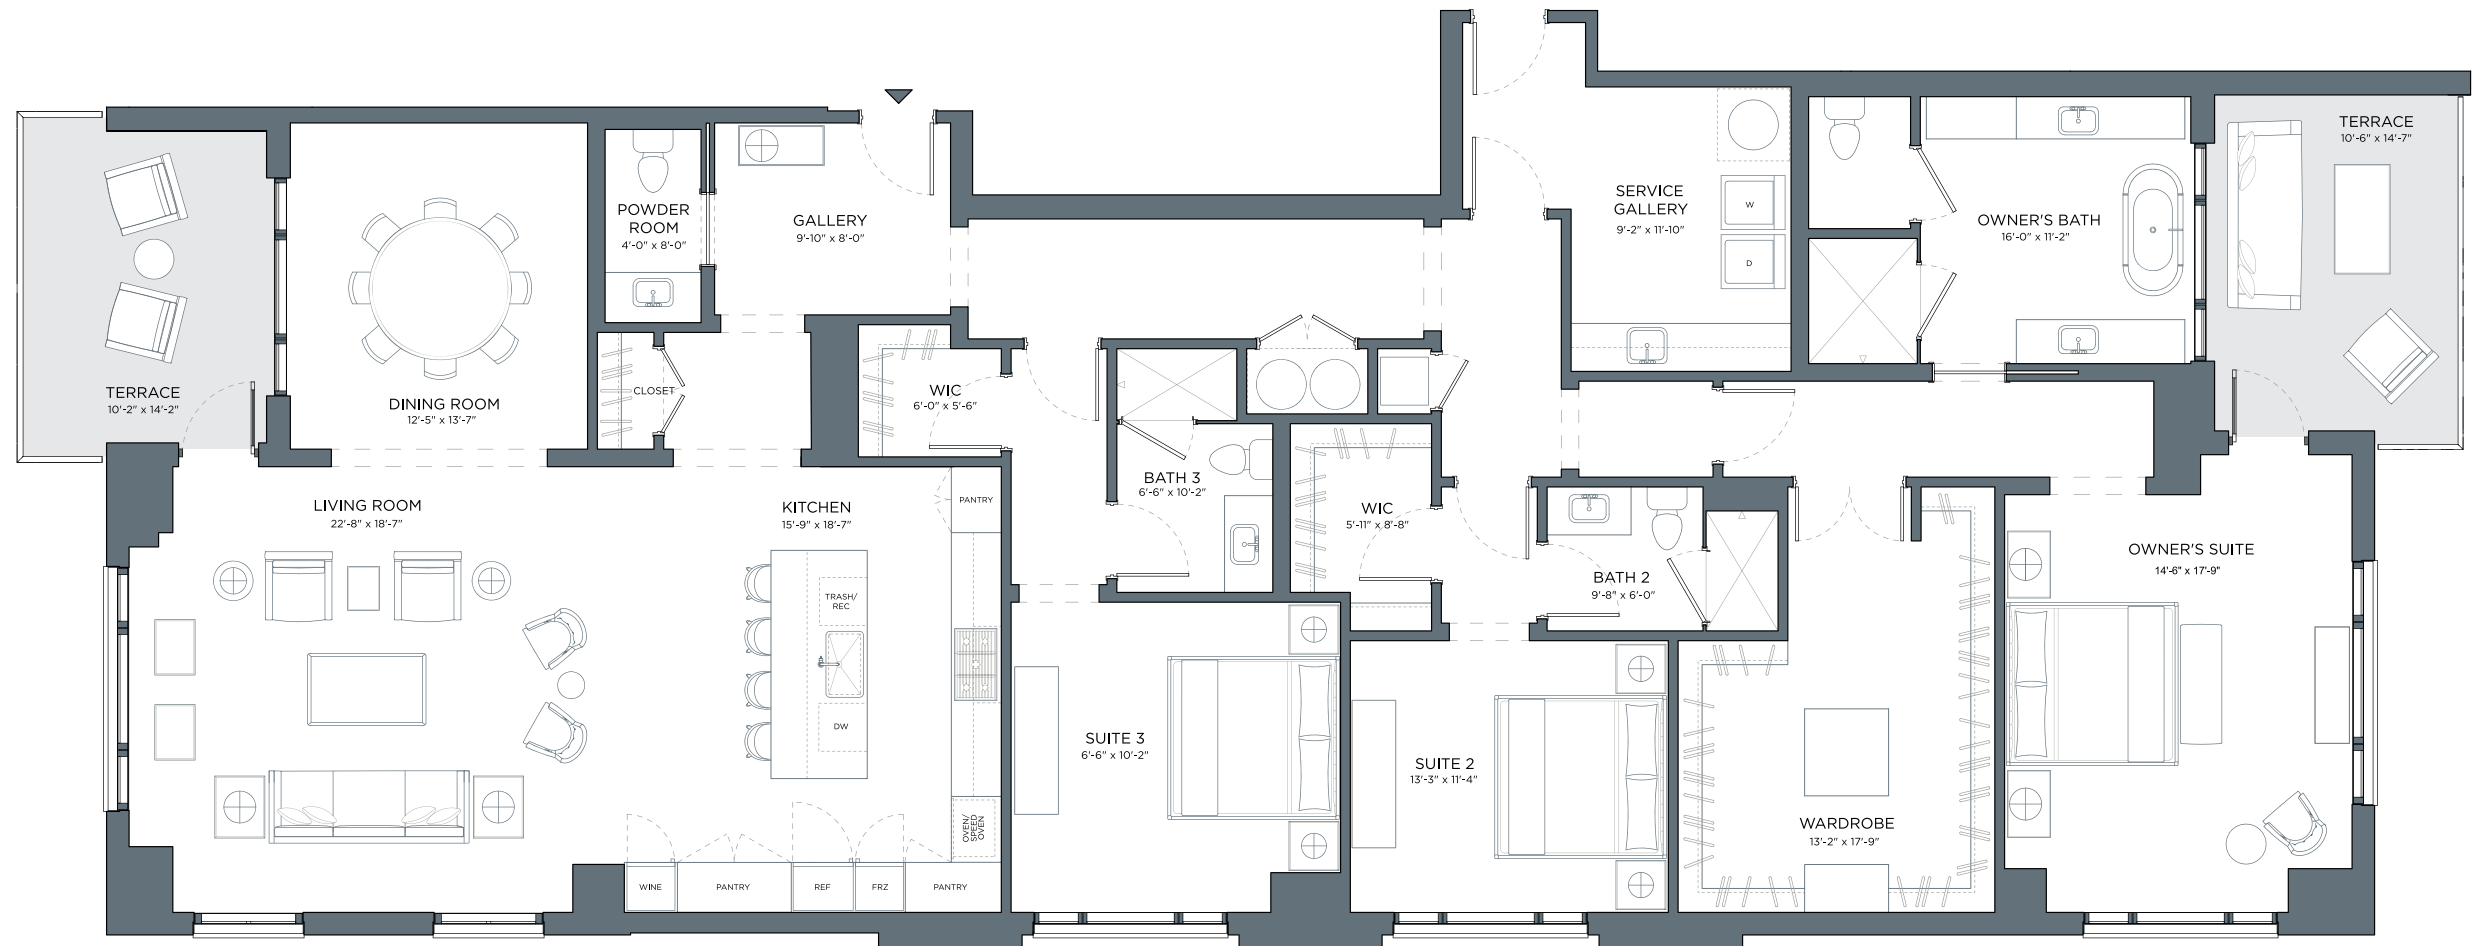 TERRACE
10'-2" x 14'-2"
DINING ROOM
12'-5" x 13'-7"
POWDER
ROOM
4'-0" x 8'-0"
GALLERY
9'-10" x 8'-0"
CLOSET
WIC
6'-0" x 5'-6"
SERVICE
GALLERY
9'-2" x 11'-10"
W
D
OWNER'S BATH
16'-0" x 11'-2"
TERRACE
10'-6" x 14'-7"
LIVING ROOM
22'-8" x 18'-7"
KITCHEN
15'-9" x 18'-7"
PANTRY
TRASH/
REC
DW
OVEN/
SPEED
OVEN
WINE
PANTRY
REF
FRZ
PANTRY
BATH 3
6'-6" x 10'-2"
WIC
5'-11" x 8'-8"
BATH 2
9'-8" x 6'-0"
SUITE 3
6'-6" x 10'-2"
SUITE 2
13'-3" x 11'-4"
WARDROBE
13'-2" x 17'-9"
OWNER'S SUITE
14'-6" x 17'-9"